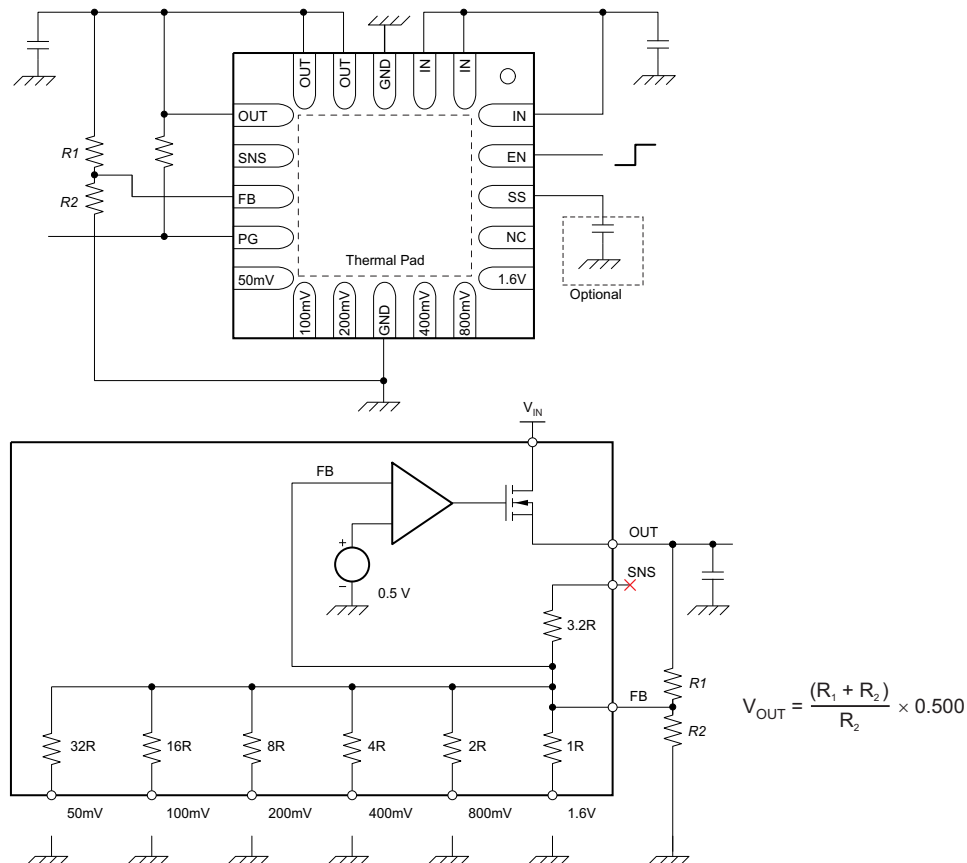 OUT
OUT
GND
IN
IN
OUT
IN
SNS
EN
R1
R2
FB
SS
PG
NC
Thermal Pad
50mV
1.6V
Optional
100mV
200mV
GND
400mV
800mV
VIN
FB
OUT
+
SNS
−
0.5 V
3.2R
FB
R1
VOUT = (R1 + R2) / R2 × 0.500
R2
32R
16R
8R
4R
2R
1R
50mV
100mV
200mV
400mV
800mV
1.6V